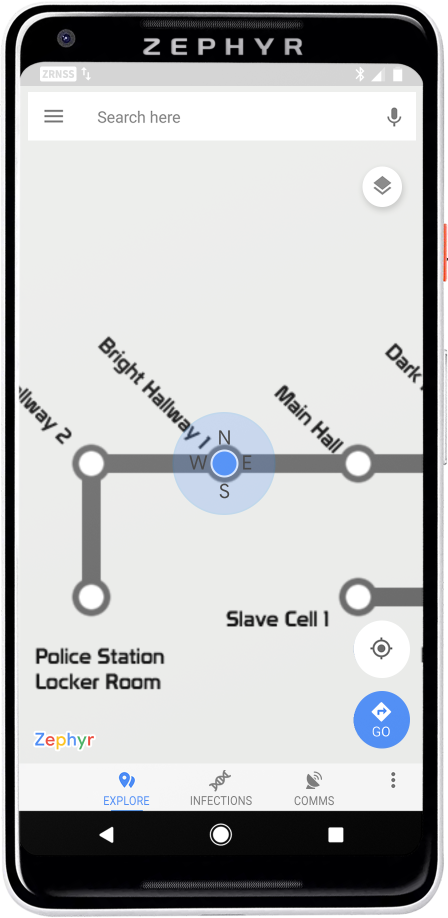 ZEPHYR
ZRNSS
Search here
Bright Hallway 1
Main Hall
Dark
llway 2
N
W E
S
Slave Cell 1
Police Station
Locker Room
Zephyr
GO
EXPLORE INFECTIONS COMMS